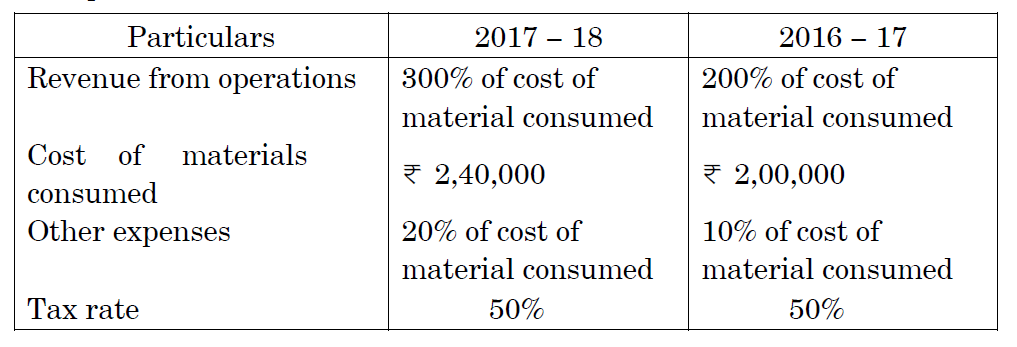 Particulars 2017 – 18 2016 – 17
Revenue from operations 300% of cost of 200% of cost of
material consumed material consumed
Cost of materials
consumed ₹ 2,40,000 ₹ 2,00,000
Other expenses 20% of cost of 10% of cost of
material consumed material consumed
Tax rate 50% 50%